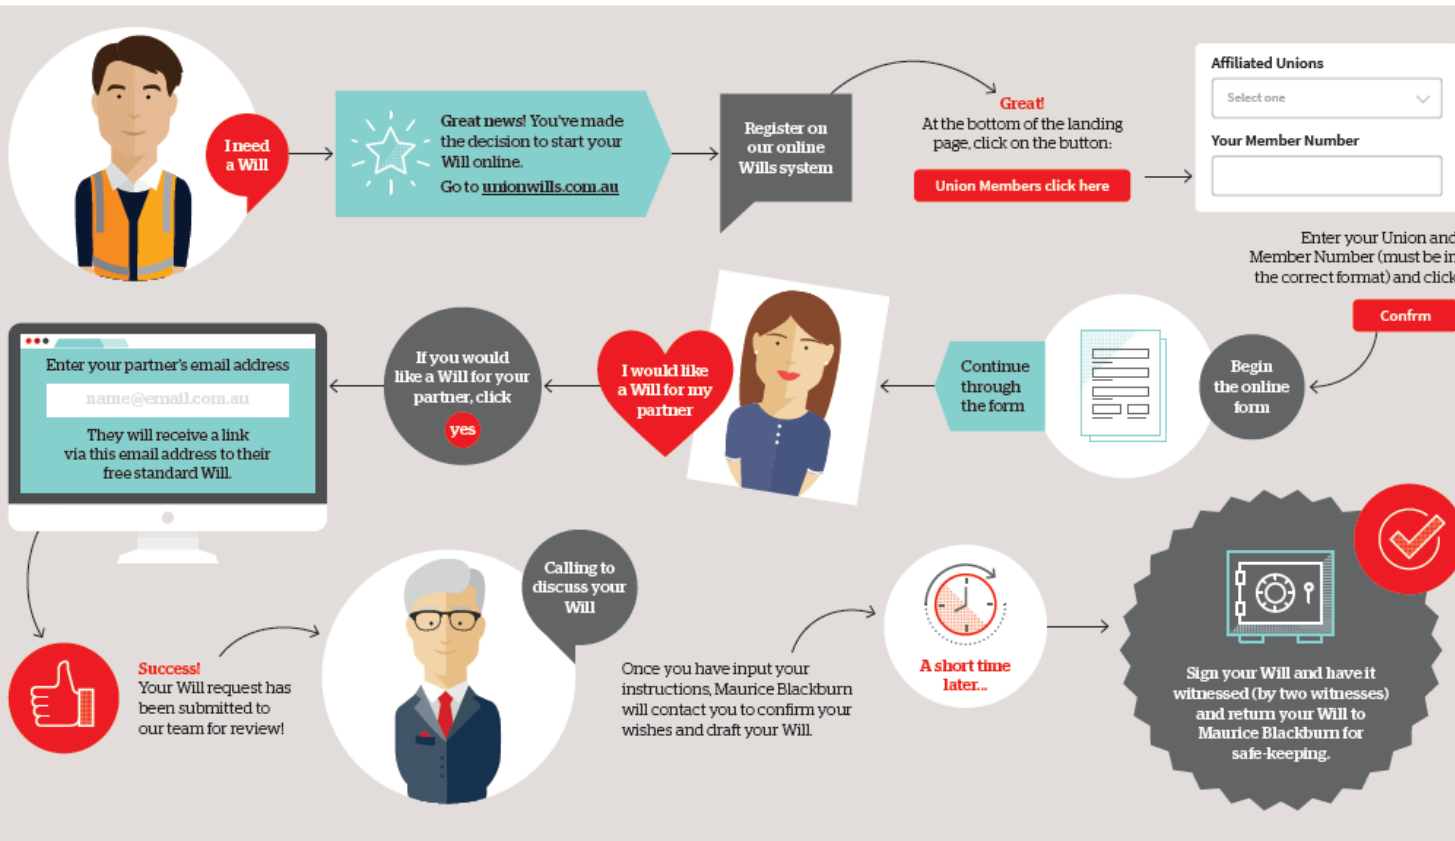 I need
a Will
Great news! You've made
the decision to start your
Will online.
Go to unionwills.com.au
Register on
our online
Wills system
Great!
At the bottom of the landing
page, click on the button:
Union Members click here
Affiliated Unions
Select one
Your Member Number
Enter your Union and
Member Number (must be in
the correct format) and click
Confrm
Begin
the online
form
Continue
through
the form
I would like
a Will for my
partner
If you would
like a Will for your
partner, click
yes
Enter your partner's email address
name@email.com.au
They will receive a link
via this email address to their
free standard Will.
Success!
Your Will request has
been submitted to
our team for review!
Calling to
discuss your
Will
Once you have input your
instructions, Maurice Blackburn
will contact you to confirm your
wishes and draft your Will.
A short time
later...
Sign your Will and have it
witnessed (by two witnesses)
and return your Will to
Maurice Blackburn for
safe-keeping.